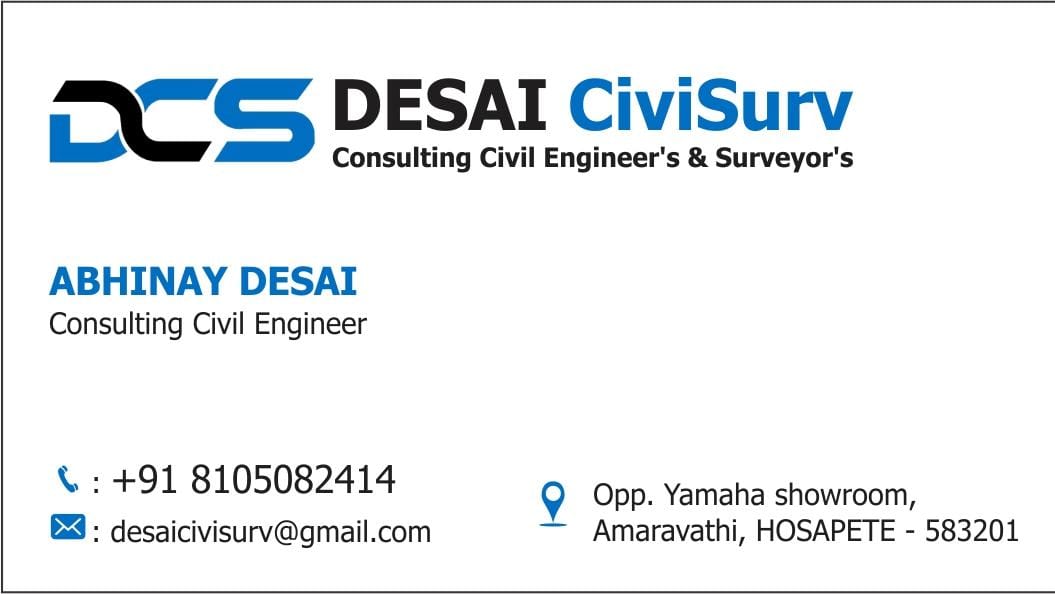 DCS
DESAI CiviSurv
Consulting Civil Engineer's & Surveyor's
ABHINAY DESAI
Consulting Civil Engineer
: +91 8105082414
: desaicivisurv@gmail.com
Opp. Yamaha showroom,
Amaravathi, HOSAPETE - 583201